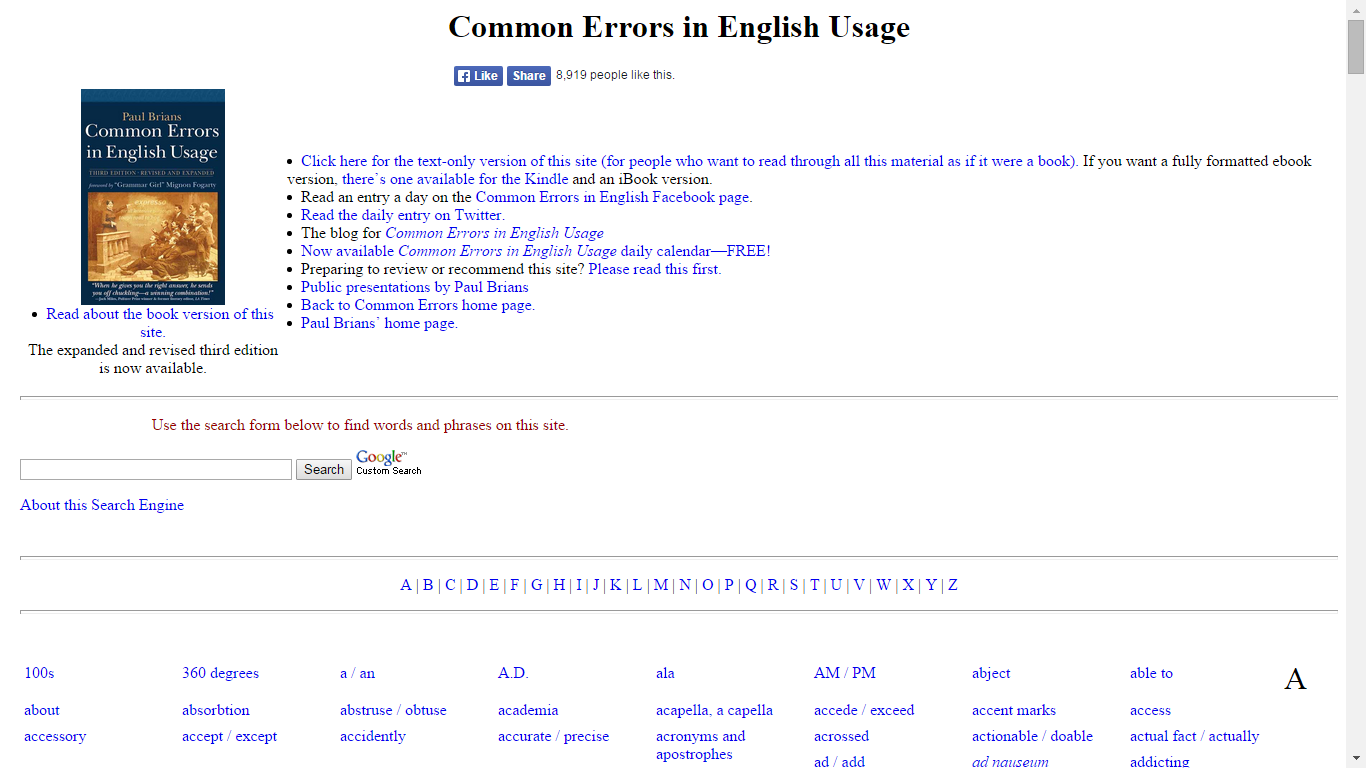 Common Errors in English Usage
Like Share 8,919 people like this.
Paul Brians
Common Errors
in English Usage
THIRD EDITION · REVISED AND EXPANDED
foreword by "Grammar Girl" Mignon Fogarty
expresso
"When he gives you the right answer, he sends
you off chuckling—a winning combination!"
• Read about the book version of this
site.
The expanded and revised third edition
is now available.
• Click here for the text-only version of this site (for people who want to read through all this material as if it were a book). If you want a fully formatted ebook
version, there's one available for the Kindle and an iBook version.
• Read an entry a day on the Common Errors in English Facebook page.
• Read the daily entry on Twitter.
• The blog for Common Errors in English Usage
• Now available Common Errors in English Usage daily calendar—FREE!
• Preparing to review or recommend this site? Please read this first.
• Public presentations by Paul Brians
• Back to Common Errors home page.
• Paul Brians' home page.
Use the search form below to find words and phrases on this site.
Search Google™ Custom Search
About this Search Engine
A | B | C | D | E | F | G | H | I | J | K | L | M | N | O | P | Q | R | S | T | U | V | W | X | Y | Z
100s 360 degrees a / an A.D. ala AM / PM abject able to A
about absorbtion abstruse / obtuse academia acapella, a capella accede / exceed accent marks access
accessory accept / except accidently accurate / precise acronyms and acrossed actionable / doable actual fact / actually
apostrophes
ad / add ad nauseum addicting